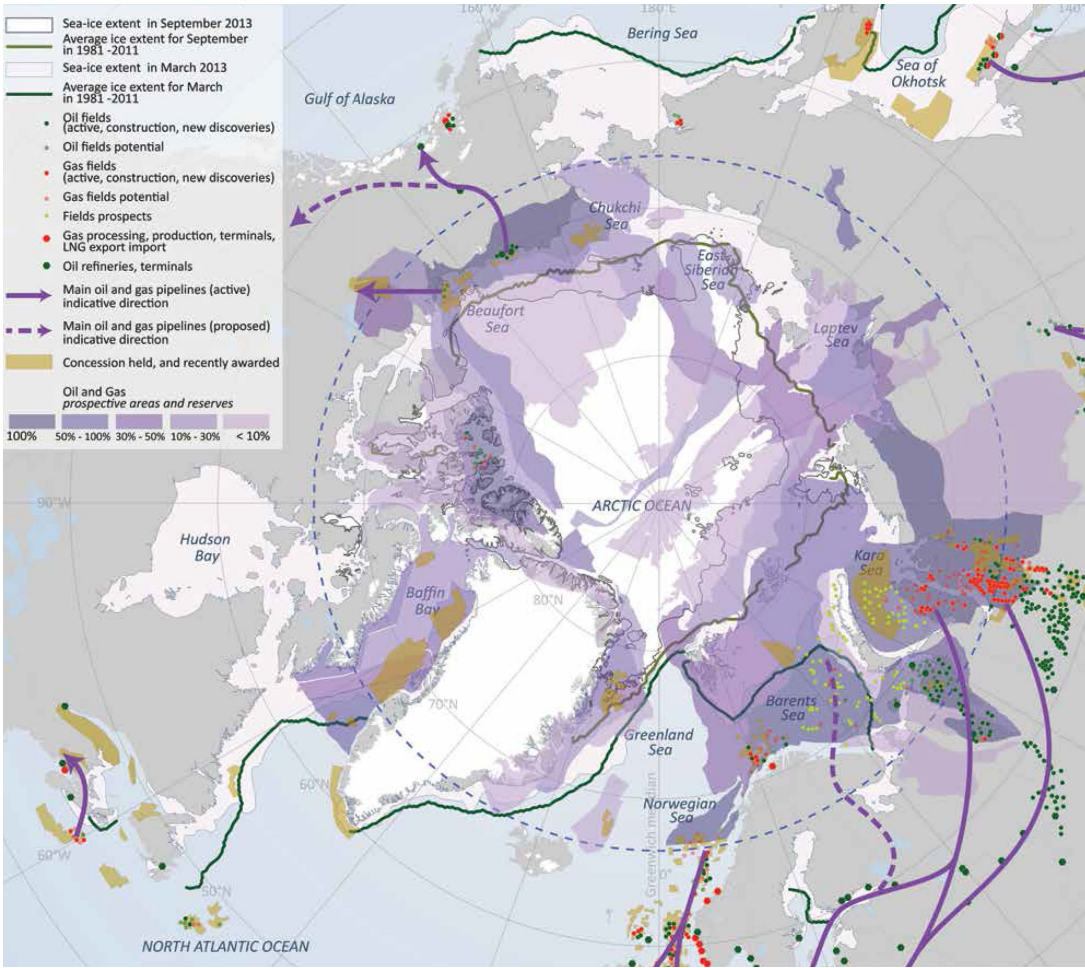 Sea-ice extent in September 2013
Average ice extent for September
in 1981 -2011
Sea-ice extent in March 2013
Average ice extent for March
in 1981 -2011
Oil fields
(active, construction, new discoveries)
Oil fields potential
Gas fields
(active, construction, new discoveries)
Gas fields potential
Fields prospects
Gas processing, production, terminals,
LNG export import
Oil refineries, terminals
Main oil and gas pipelines (active)
indicative direction
Main oil and gas pipelines (proposed)
indicative direction
Concession held, and recently awarded
Oil and Gas
prospective areas and reserves
100%
50% - 100%
30% - 50%
10% - 30%
< 10%
160°W
180°E
140°
Bering Sea
Sea of
Okhotsk
Gulf of Alaska
Chukchi
Sea
East
Siberian
Sea
Beaufort
Sea
Laptev
Sea
90°W
ARCTIC OCEAN
Hudson
Bay
Kara
Sea
Baffin
Bay
80°N
70°N
Barents
Sea
Greenland
Sea
60°N
Norwegian
Sea
60°W
50°N
0°
Greenwich median
NORTH ATLANTIC OCEAN